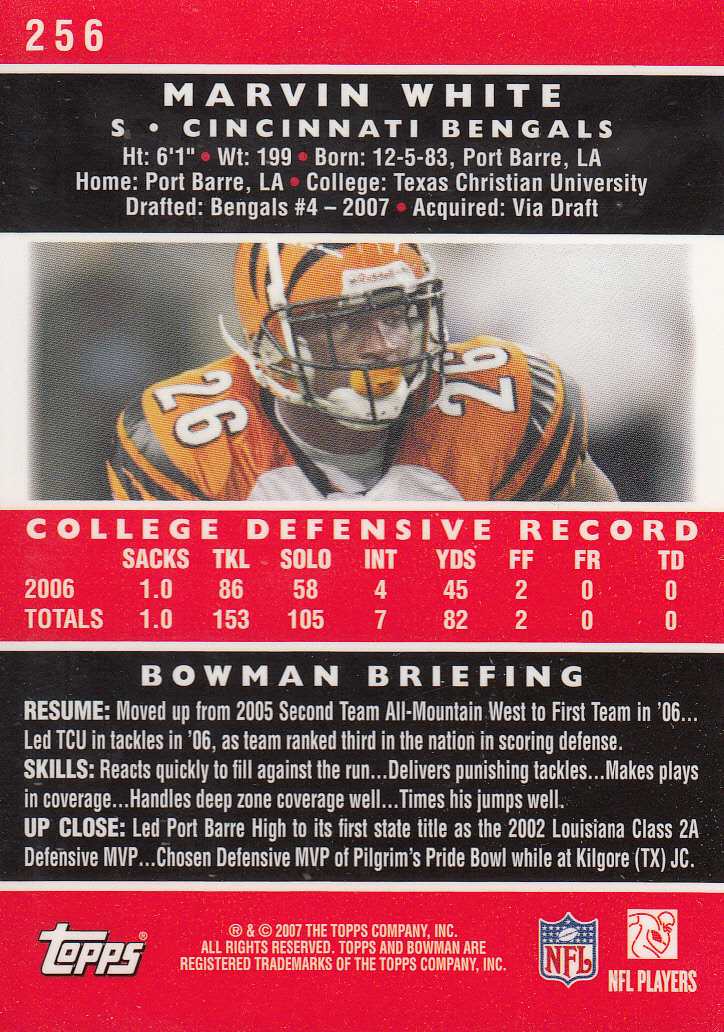 256
MARVIN WHITE
S • CINCINNATI BENGALS
Ht: 6'1" • Wt: 199 • Born: 12-5-83, Port Barre, LA
Home: Port Barre, LA • College: Texas Christian University
Drafted: Bengals #4 – 2007 • Acquired: Via Draft
Riddell
26 26
COLLEGE DEFENSIVE RECORD
SACKS TKL SOLO INT YDS FF FR TD
2006 1.0 86 58 4 45 2 0 0
TOTALS 1.0 153 105 7 82 2 0 0
BOWMAN BRIEFING
RESUME: Moved up from 2005 Second Team All-Mountain West to First Team in '06...
Led TCU in tackles in '06, as team ranked third in the nation in scoring defense.
SKILLS: Reacts quickly to fill against the run...Delivers punishing tackles...Makes plays
in coverage...Handles deep zone coverage well...Times his jumps well.
UP CLOSE: Led Port Barre High to its first state title as the 2002 Louisiana Class 2A
Defensive MVP...Chosen Defensive MVP of Pilgrim's Pride Bowl while at Kilgore (TX) JC.
Topps®
® & © 2007 THE TOPPS COMPANY, INC.
ALL RIGHTS RESERVED. TOPPS AND BOWMAN ARE
REGISTERED TRADEMARKS OF THE TOPPS COMPANY, INC.
NFL
NFL PLAYERS